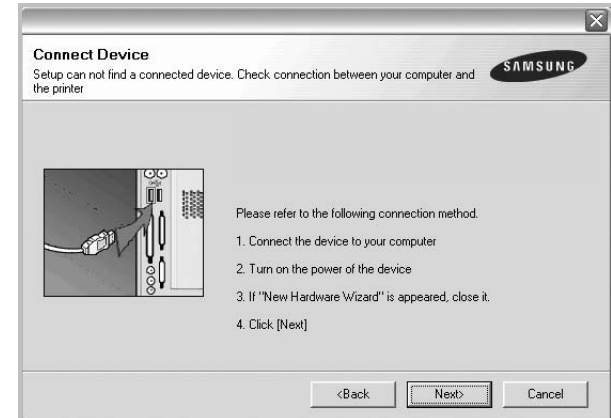 Connect Device
Setup can not find a connected device. Check connection between your computer and
the printer
SAMSUNG
Please refer to the following connection method.
1. Connect the device to your computer
2. Turn on the power of the device
3. If "New Hardware Wizard" is appeared, close it.
4. Click [Next]
<Back Next> Cancel